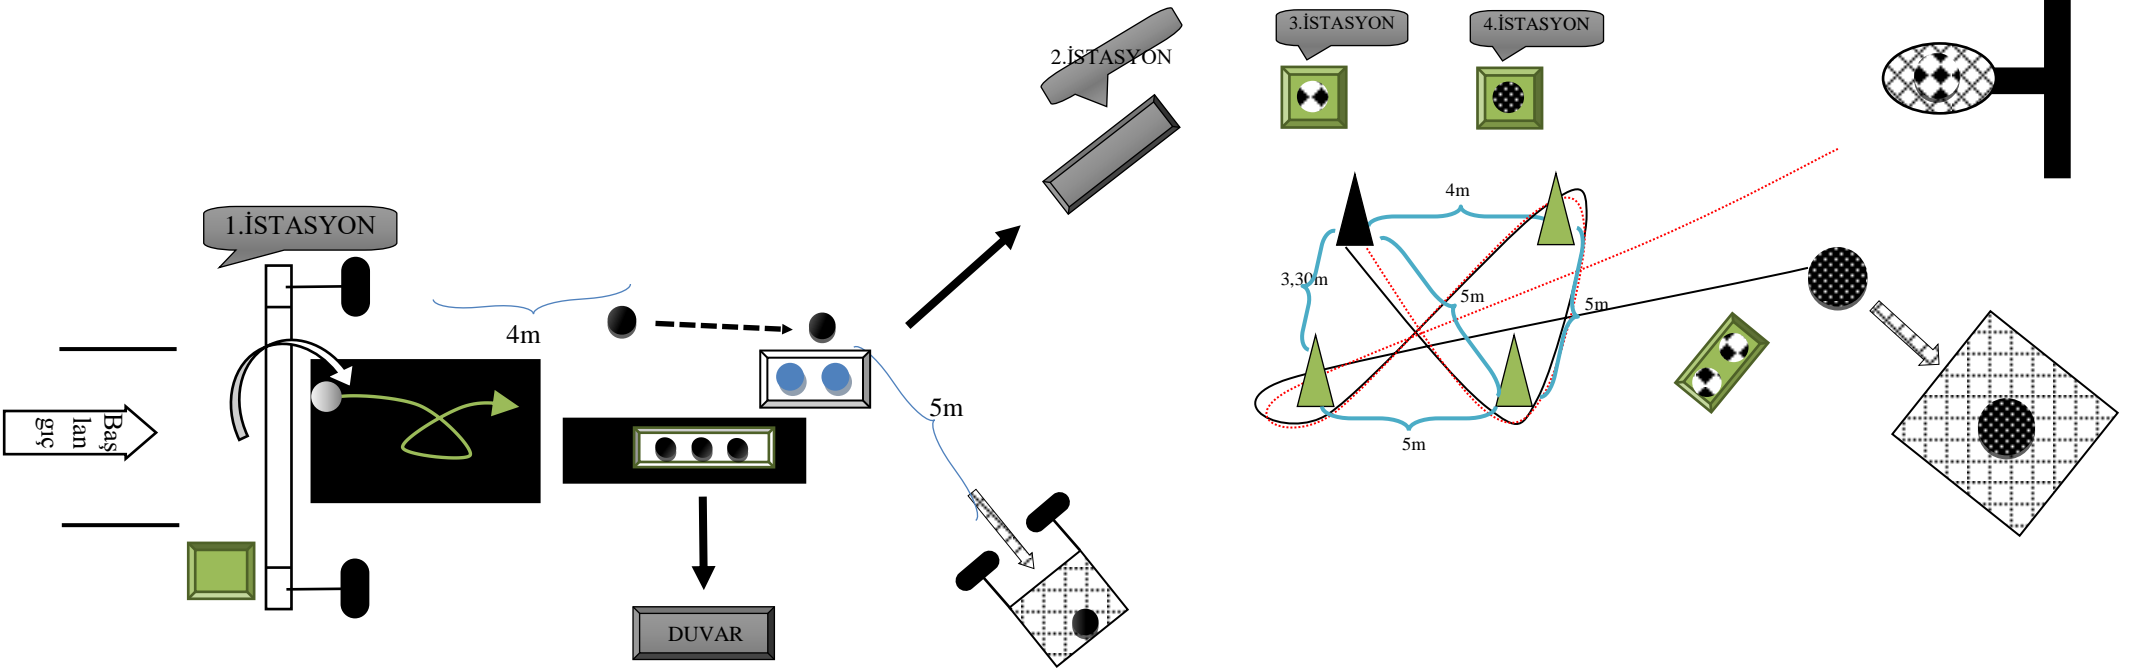 1.İSTASYON
Baş
lan
gıç
4m
5m
DUVAR
2.İSTASYON
3.İSTASYON
4.İSTASYON
4m
3,30m
5m
5m
5m